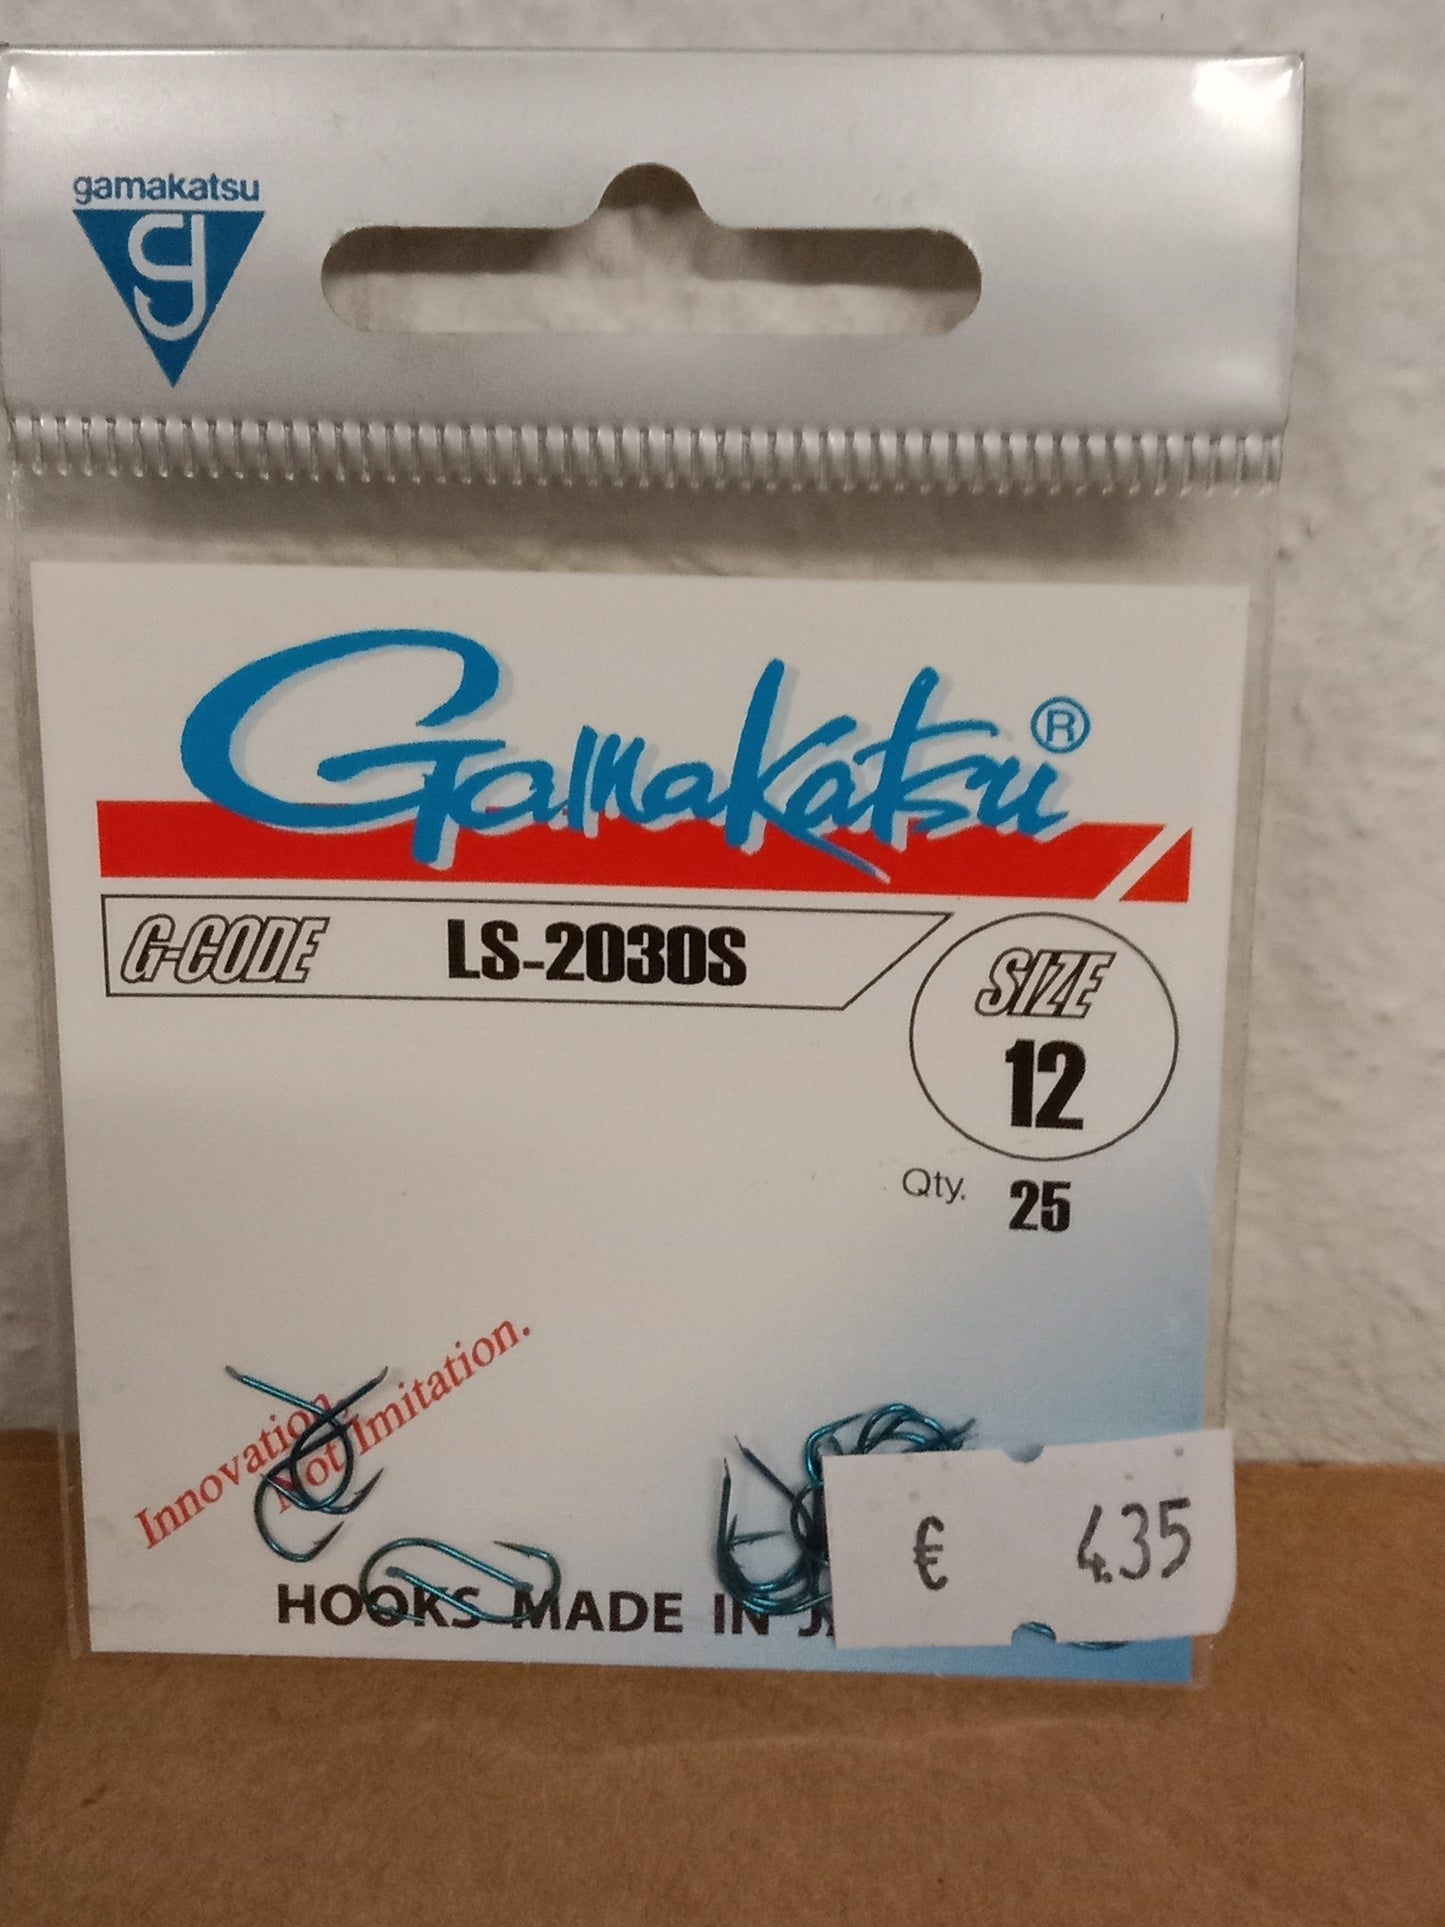 gamakatsu
Gamakatsu®
G-CODE LS-2030S
SIZE
12
Qty. 25
Innovation,
Not Imitation.
HOOKS MADE IN
€ 4.35